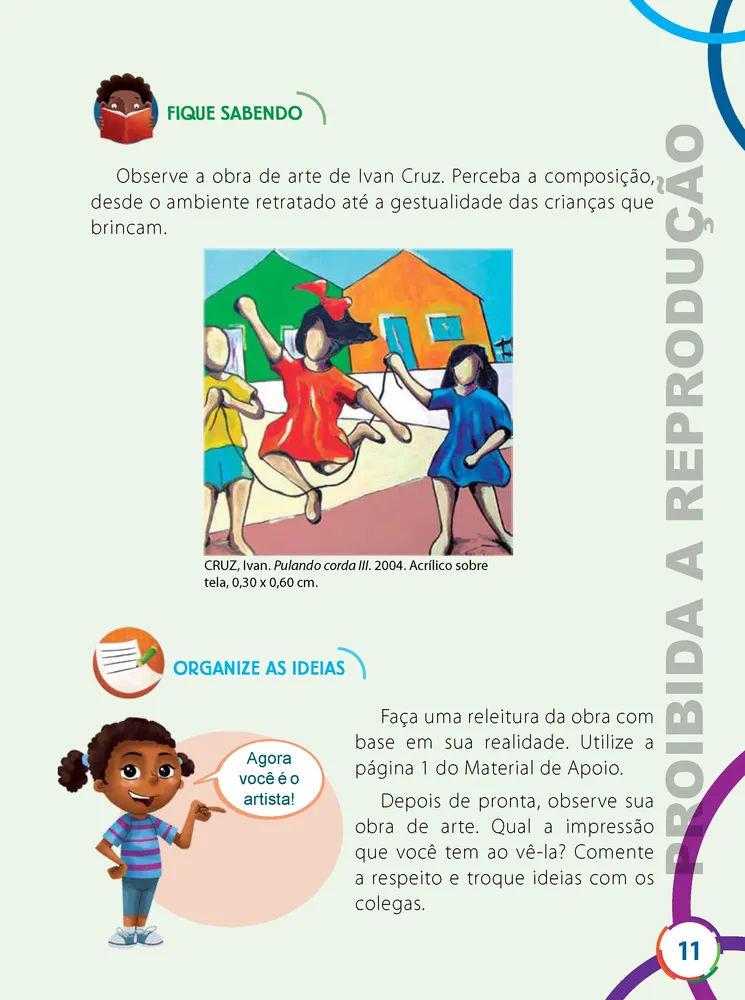 FIQUE SABENDO
Observe a obra de arte de Ivan Cruz. Perceba a composição,
desde o ambiente retratado até a gestualidade das crianças que
brincam.
CRUZ, Ivan. Pulando corda III. 2004. Acrílico sobre
tela, 0,30 x 0,60 cm.
ORGANIZE AS IDEIAS
Agora
você é o
artista!
Faça uma releitura da obra com
base em sua realidade. Utilize a
página 1 do Material de Apoio.
Depois de pronta, observe sua
obra de arte. Qual a impressão
que você tem ao vê-la? Comente
a respeito e troque ideias com os
colegas.
PROIBIDA A REPRODUÇÃO
11